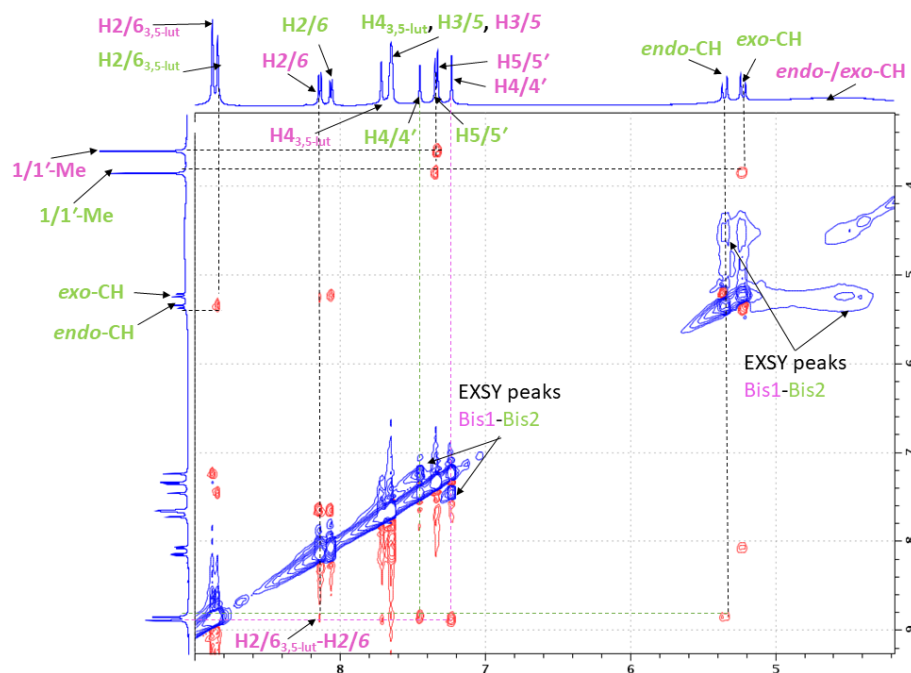 H2/6₃,₅₋ₗᵤₜ
H2/6₃,₅₋ₗᵤₜ
H2/6
H2/6
H4₃,₅₋ₗᵤₜ, H3/5, H3/5
H5/5′
H4/4′
endo-CH
exo-CH
endo-/exo-CH
H4₃,₅₋ₗᵤₜ
H4/4′
H5/5′
1/1′-Me
1/1′-Me
exo-CH
endo-CH
EXSY peaks
Bis1-Bis2
EXSY peaks
Bis1-Bis2
H2/6₃,₅₋ₗᵤₜ-H2/6
4
5
6
7
8
9
8
7
6
5